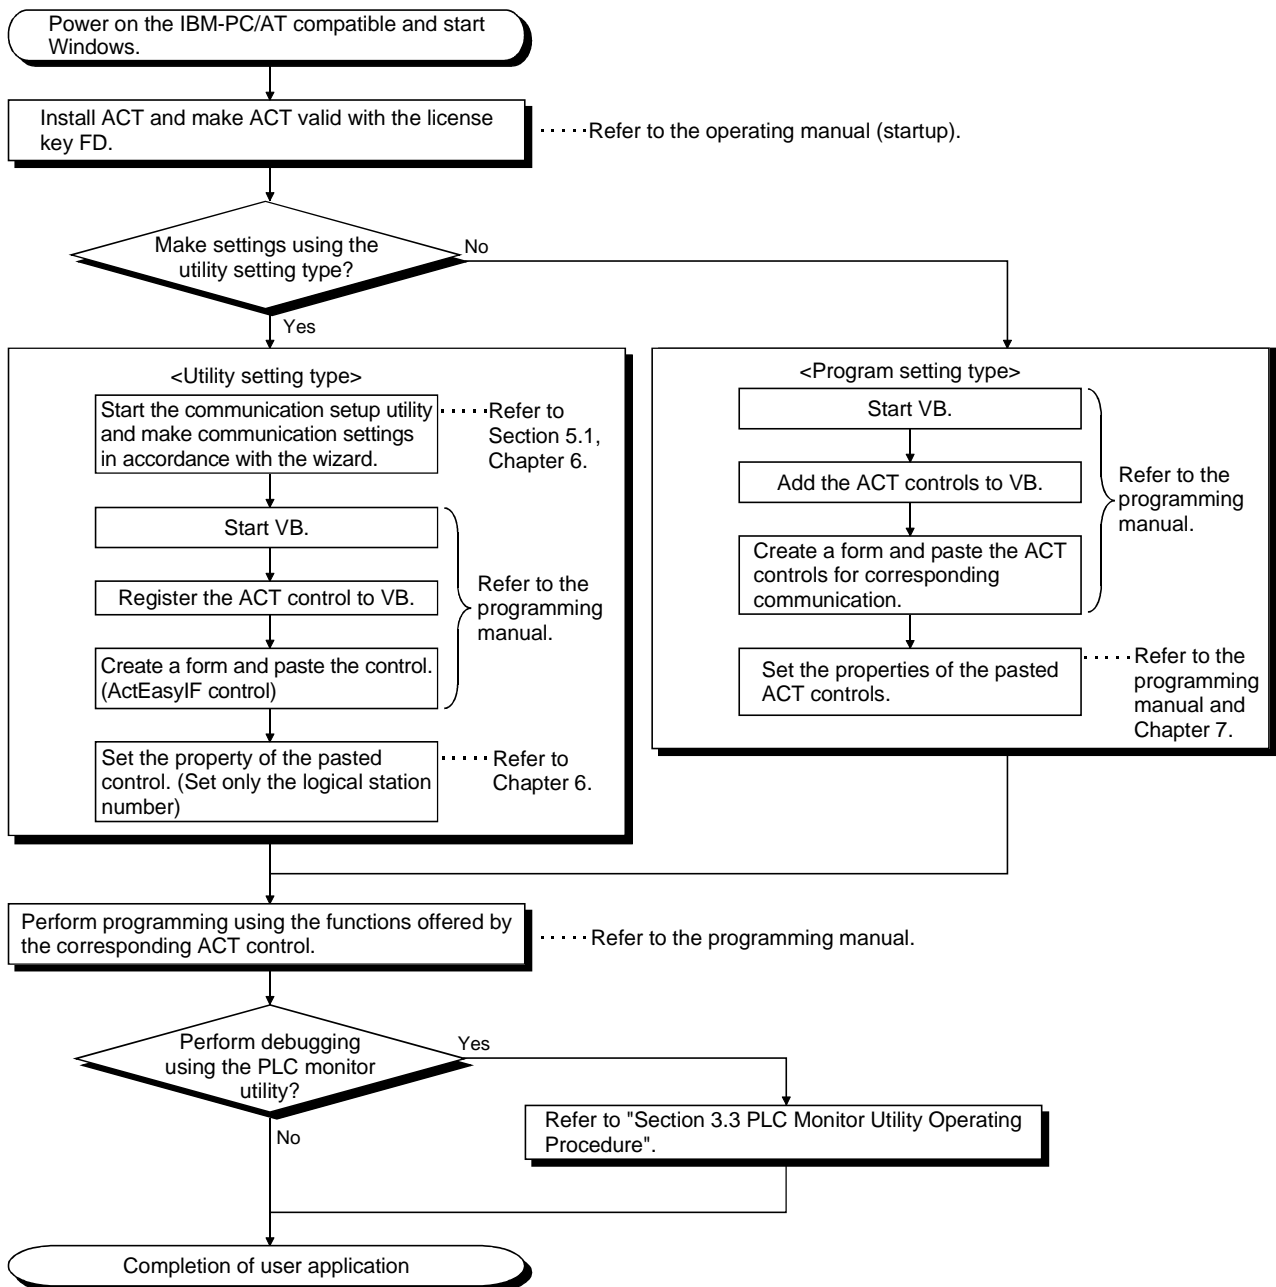 Power on the IBM-PC/AT compatible and start
Windows.
Install ACT and make ACT valid with the license
key FD.
Refer to the operating manual (startup).
Make settings using the
utility setting type?
No
Yes
<Utility setting type>
Start the communication setup utility
and make communication settings
in accordance with the wizard.
Refer to
Section 5.1,
Chapter 6.
Start VB.
Register the ACT control to VB.
Create a form and paste the control.
(ActEasyIF control)
Refer to the
programming
manual.
Set the property of the pasted
control. (Set only the logical station
number)
Refer to
Chapter 6.
<Program setting type>
Start VB.
Add the ACT controls to VB.
Create a form and paste the ACT
controls for corresponding
communication.
Refer to the
programming
manual.
Set the properties of the pasted
ACT controls.
Refer to the
programming
manual and
Chapter 7.
Perform programming using the functions offered by
the corresponding ACT control.
Refer to the programming manual.
Perform debugging
using the PLC monitor
utility?
Yes
No
Refer to "Section 3.3 PLC Monitor Utility Operating
Procedure".
Completion of user application